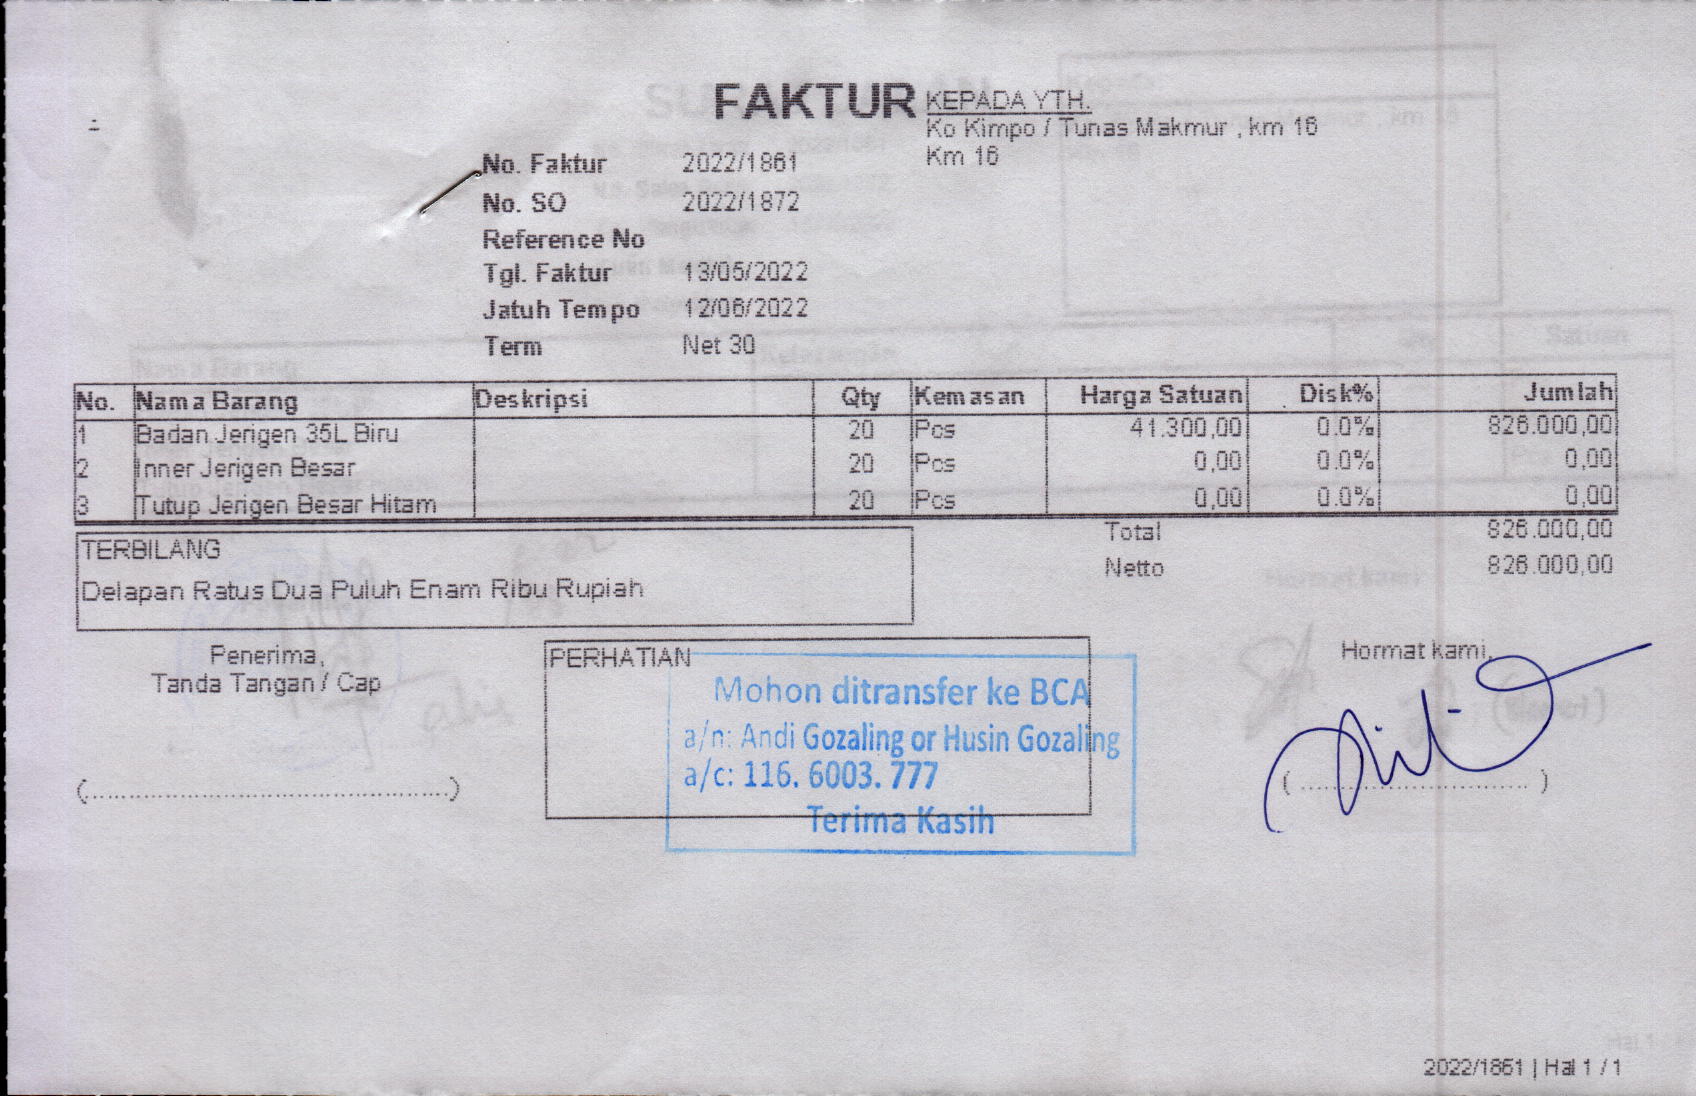 FAKTUR
KEPADA YTH.
Ko Kimpo / Tunas Makmur , km 16
Km 16
No. Faktur 2022/1861
No. SO 2022/1872
Reference No
Tgl. Faktur 13/05/2022
Jatuh Tempo 12/06/2022
Term Net 30
No. Nama Barang Deskripsi Qty Kemasan Harga Satuan Disk% Jumlah
1 Badan Jerigen 35L Biru 20 Pcs 41.300,00 0.0% 826.000,00
2 Inner Jerigen Besar 20 Pcs 0,00 0.0% 0,00
3 Tutup Jerigen Besar Hitam 20 Pcs 0,00 0.0% 0,00
Total 826.000,00
Netto 826.000,00
TERBILANG
Delapan Ratus Dua Puluh Enam Ribu Rupiah
Penerima,
Tanda Tangan / Cap
(................................................)
PERHATIAN
Mohon ditransfer ke BCA
a/n: Andi Gozaling or Husin Gozaling
a/c: 116. 6003. 777
Terima Kasih
Hormat kami,
(..............................)
2022/1861 | Hal 1 / 1